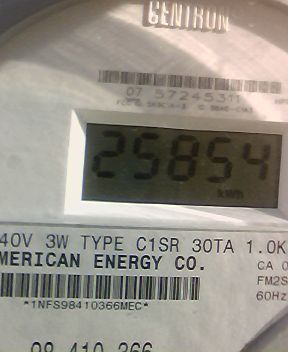 CENTRON
07 57245311
25854
kWh
40V 3W TYPE C1SR 30TA 1.0K
MERICAN ENERGY CO.
CA 0
FM2S
*1NFS98410366MEC*
60Hz
98 410 366